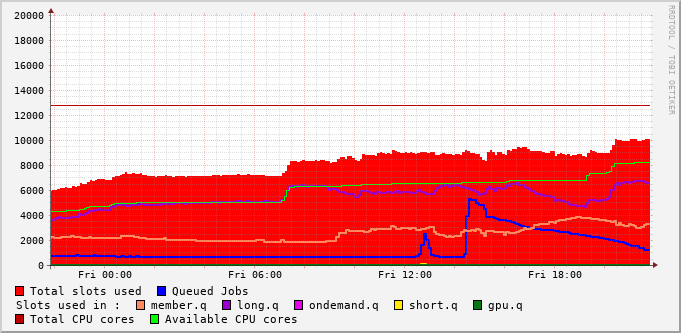 RRDTOOL / TOBI OETIKER
20000
18000
16000
14000
12000
10000
8000
6000
4000
2000
0
Fri 00:00 Fri 06:00 Fri 12:00 Fri 18:00
Total slots used Queued Jobs
Slots used in : member.q long.q ondemand.q short.q gpu.q
Total CPU cores Available CPU cores